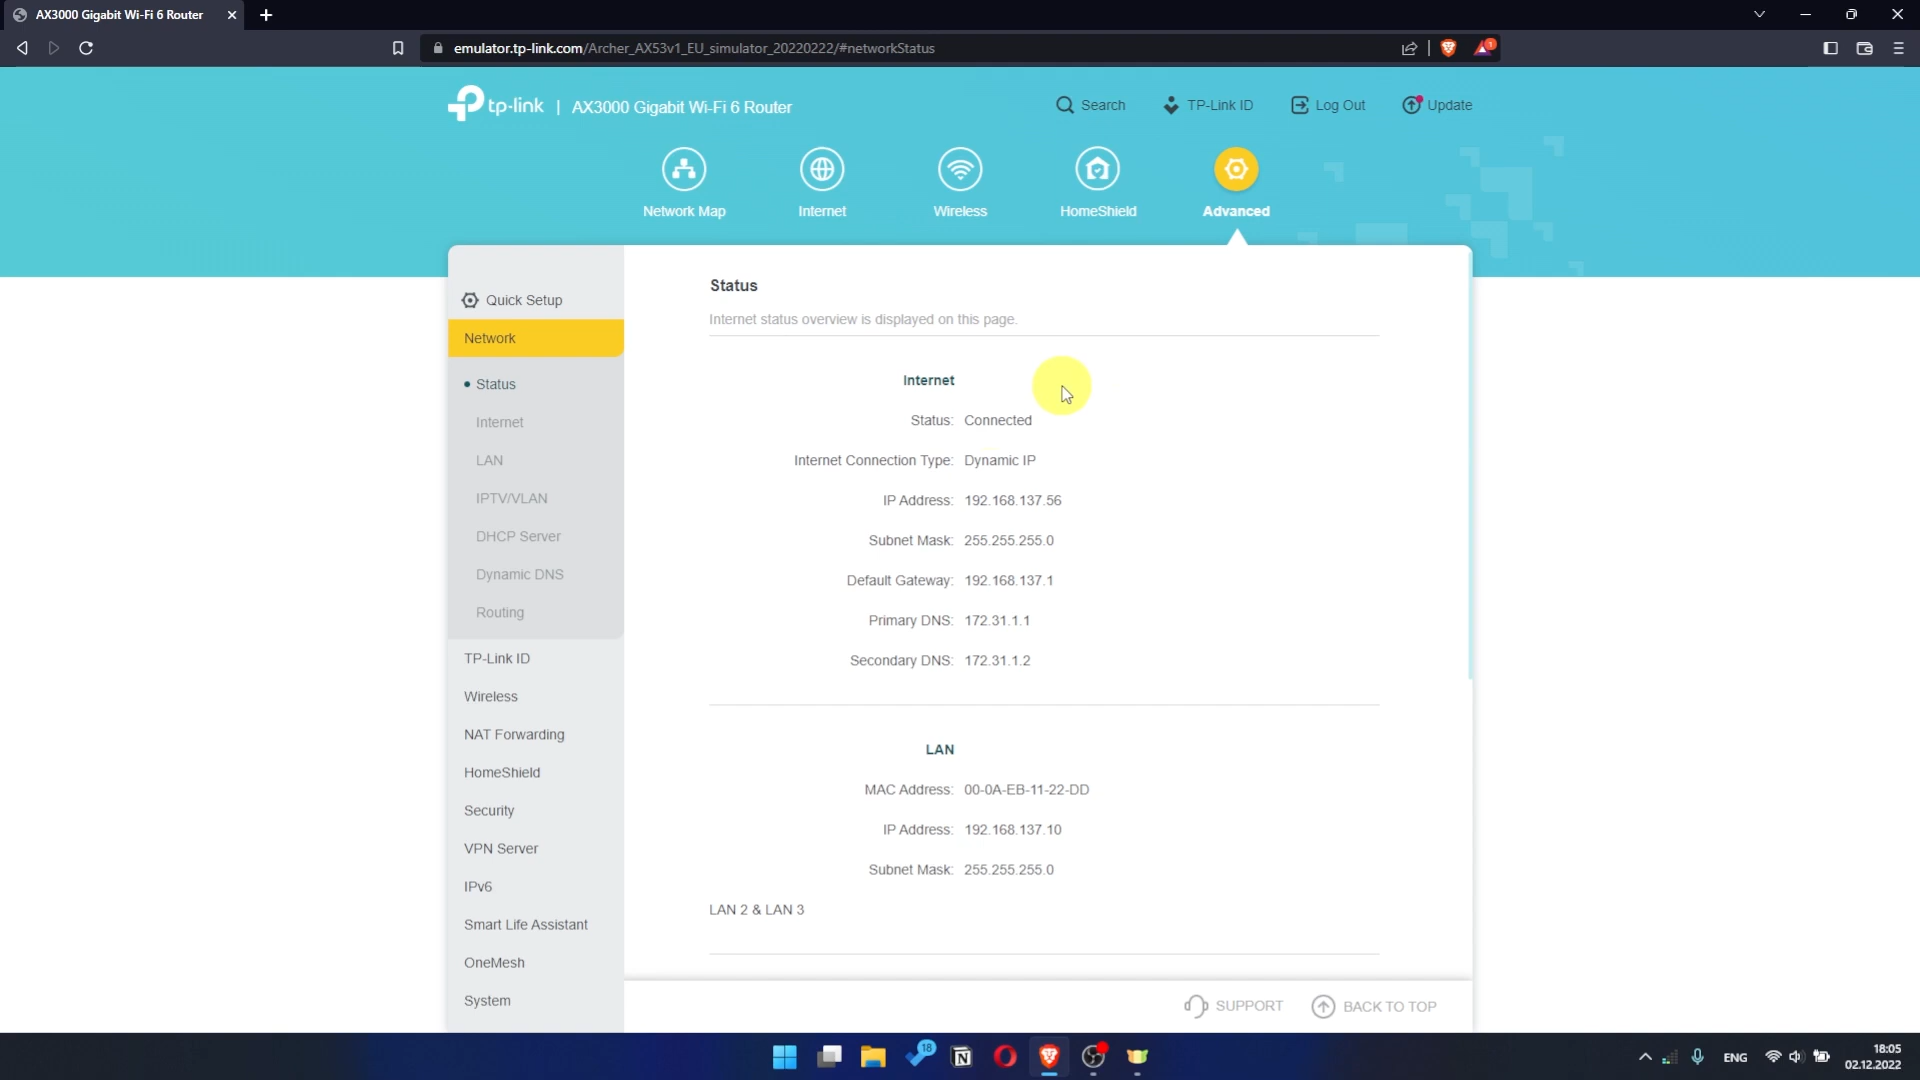 AX3000 Gigabit Wi-Fi 6 Router
emulator.tp-link.com/Archer_AX53v1_EU_simulator_20220222/#networkStatus
1
tp-link | AX3000 Gigabit Wi-Fi 6 Router
Search
TP-Link ID
Log Out
Update
Network Map
Internet
Wireless
HomeShield
Advanced
Quick Setup
Network
Status
Internet
LAN
IPTV/VLAN
DHCP Server
Dynamic DNS
Routing
TP-Link ID
Wireless
NAT Forwarding
HomeShield
Security
VPN Server
IPv6
Smart Life Assistant
OneMesh
System
Status
Internet status overview is displayed on this page.
Internet
Status: Connected
Internet Connection Type: Dynamic IP
IP Address: 192.168.137.56
Subnet Mask: 255.255.255.0
Default Gateway: 192.168.137.1
Primary DNS: 172.31.1.1
Secondary DNS: 172.31.1.2
LAN
MAC Address: 00-0A-EB-11-22-DD
IP Address: 192.168.137.10
Subnet Mask: 255.255.255.0
LAN 2 & LAN 3
SUPPORT
BACK TO TOP
18
ENG
18:05
02.12.2022